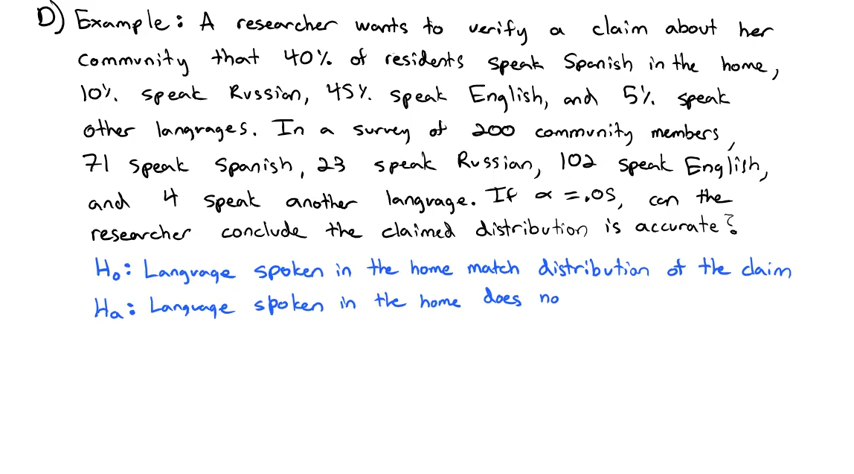 D) Example: A researcher wants to verify a claim about her
community that 40% of residents speak Spanish in the home,
10% speak Russian, 45% speak English, and 5% speak
other languages. In a survey of 200 community members,
71 speak Spanish, 23 speak Russian, 102 speak English,
and 4 speak another language. If α = .05, can the
researcher conclude the claimed distribution is accurate?
H₀: Language spoken in the home match distribution of the claim
Hₐ: Language spoken in the home does no